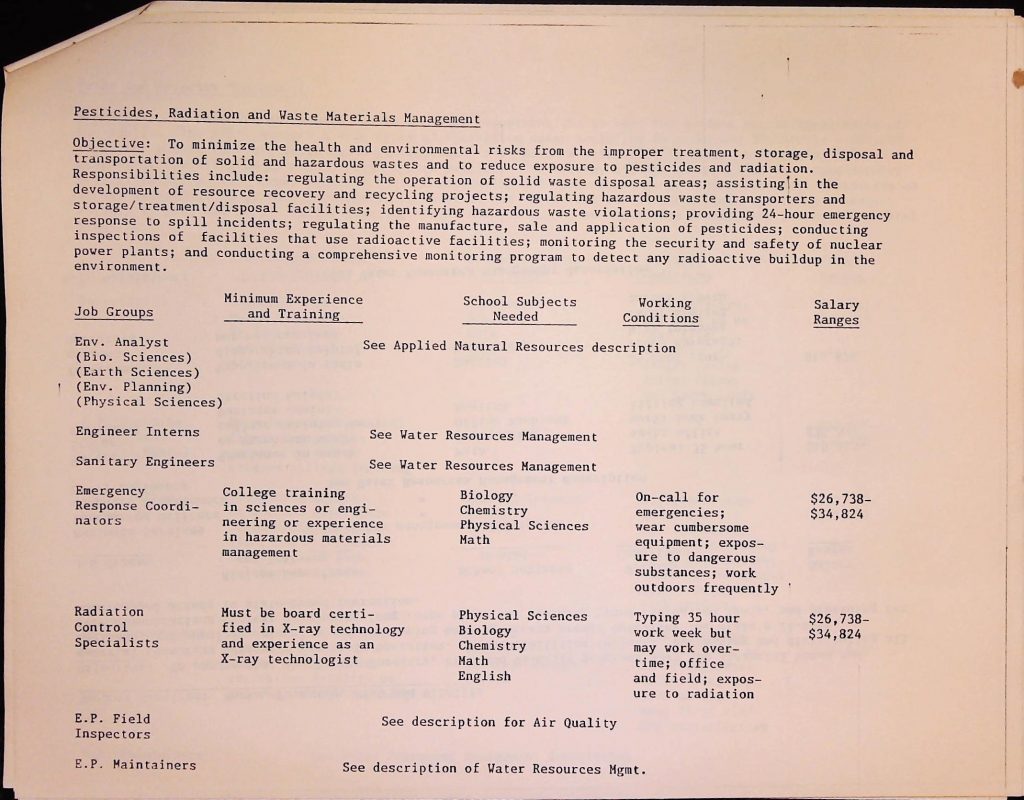 Pesticides, Radiation and Waste Materials Management
Objective: To minimize the health and environmental risks from the improper treatment, storage, disposal and
transportation of solid and hazardous wastes and to reduce exposure to pesticides and radiation.
Responsibilities include: regulating the operation of solid waste disposal areas; assisting in the
development of resource recovery and recycling projects; regulating hazardous waste transporters and
storage/treatment/disposal facilities; identifying hazardous waste violations; providing 24-hour emergency
response to spill incidents; regulating the manufacture, sale and application of pesticides; conducting
inspections of facilities that use radioactive facilities; monitoring the security and safety of nuclear
power plants; and conducting a comprehensive monitoring program to detect any radioactive buildup in the
environment.
Job Groups
Minimum Experience
and Training
School Subjects
Needed
Working
Conditions
Salary
Ranges
Env. Analyst
(Bio. Sciences)
(Earth Sciences)
(Env. Planning)
(Physical Sciences)
See Applied Natural Resources description
Engineer Interns
See Water Resources Management
Sanitary Engineers
See Water Resources Management
Emergency
Response Coordi-
nators
College training
in sciences or engi-
neering or experience
in hazardous materials
management
Biology
Chemistry
Physical Sciences
Math
On-call for
emergencies;
wear cumbersome
equipment; expos-
ure to dangerous
substances; work
outdoors frequently
$26,738-
$34,824
Radiation
Control
Specialists
Must be board certi-
fied in X-ray technology
and experience as an
X-ray technologist
Physical Sciences
Biology
Chemistry
Math
English
Typing 35 hour
work week but
may work over-
time; office
and field; expos-
ure to radiation
$26,738-
$34,824
E.P. Field
Inspectors
See description for Air Quality
E.P. Maintainers
See description of Water Resources Mgmt.